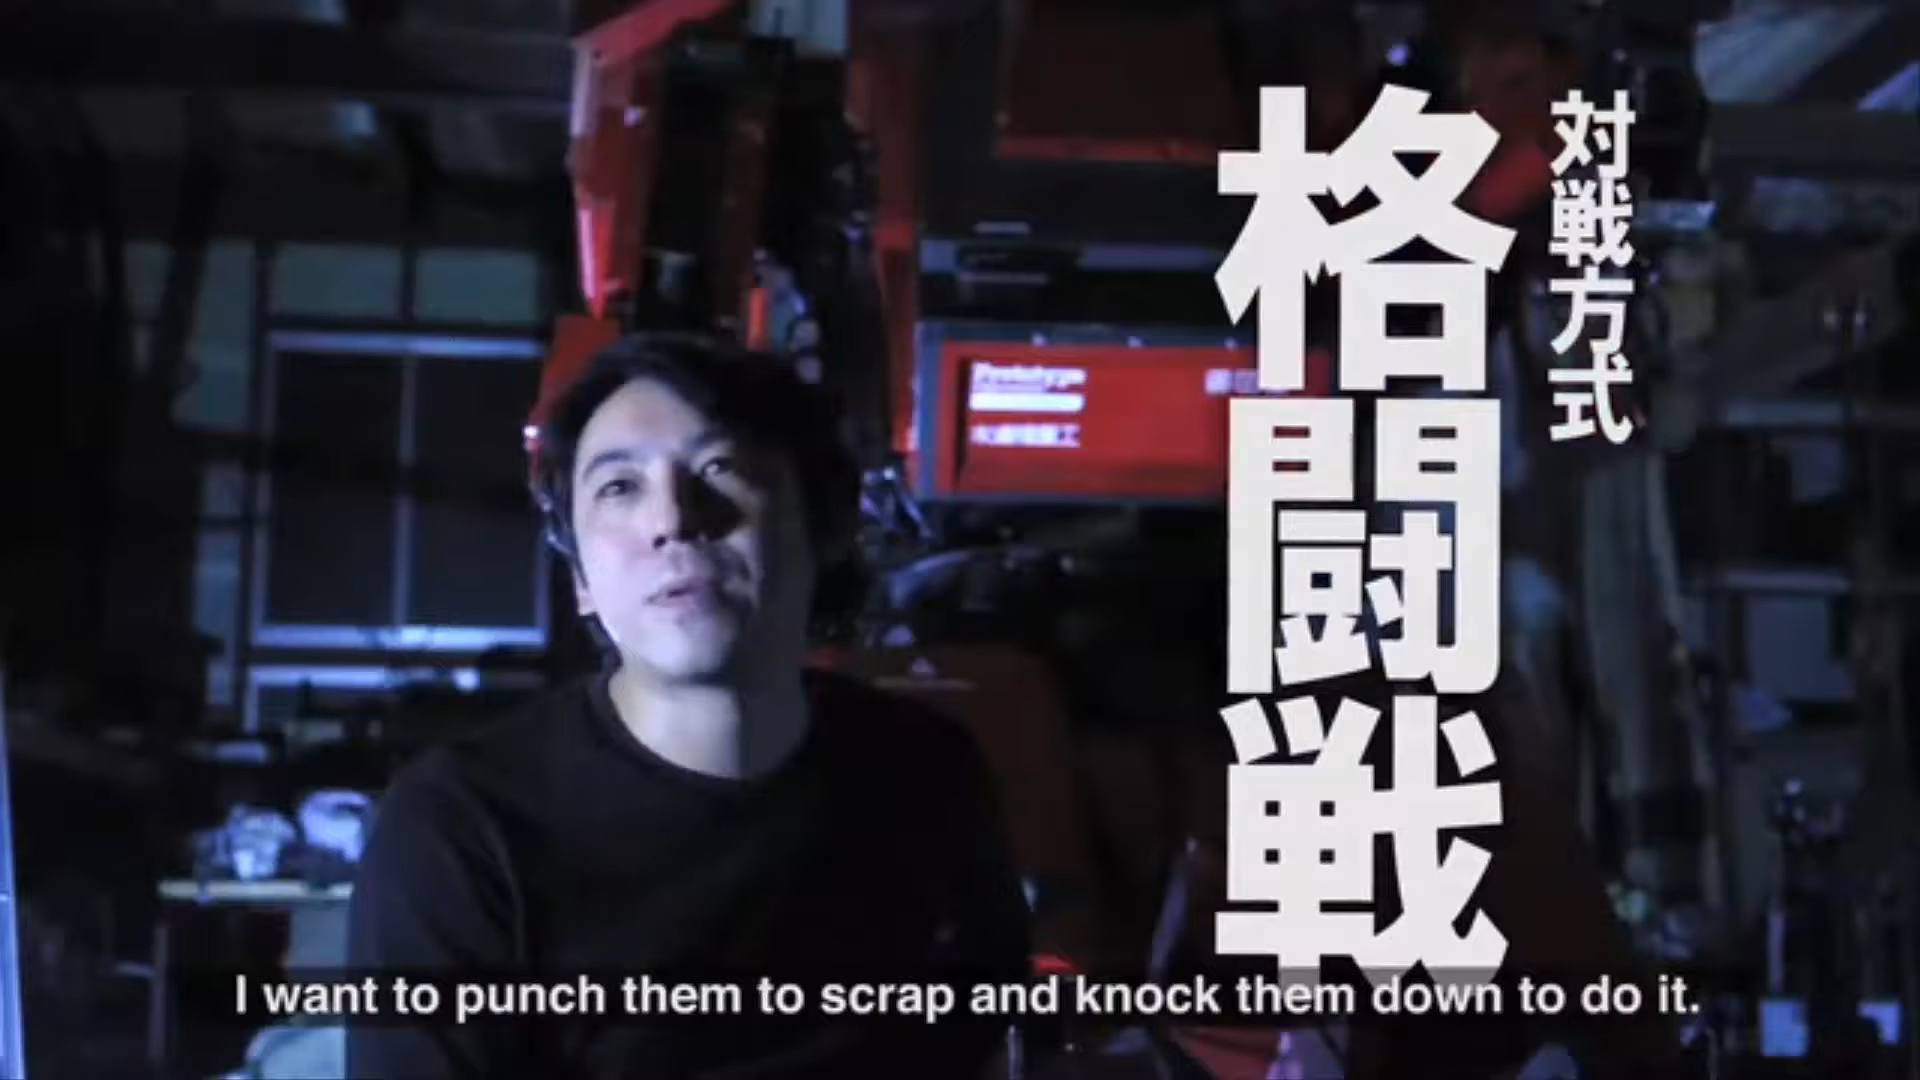 対戦方式
格闘戦
Prototype
I want to punch them to scrap and knock them down to do it.